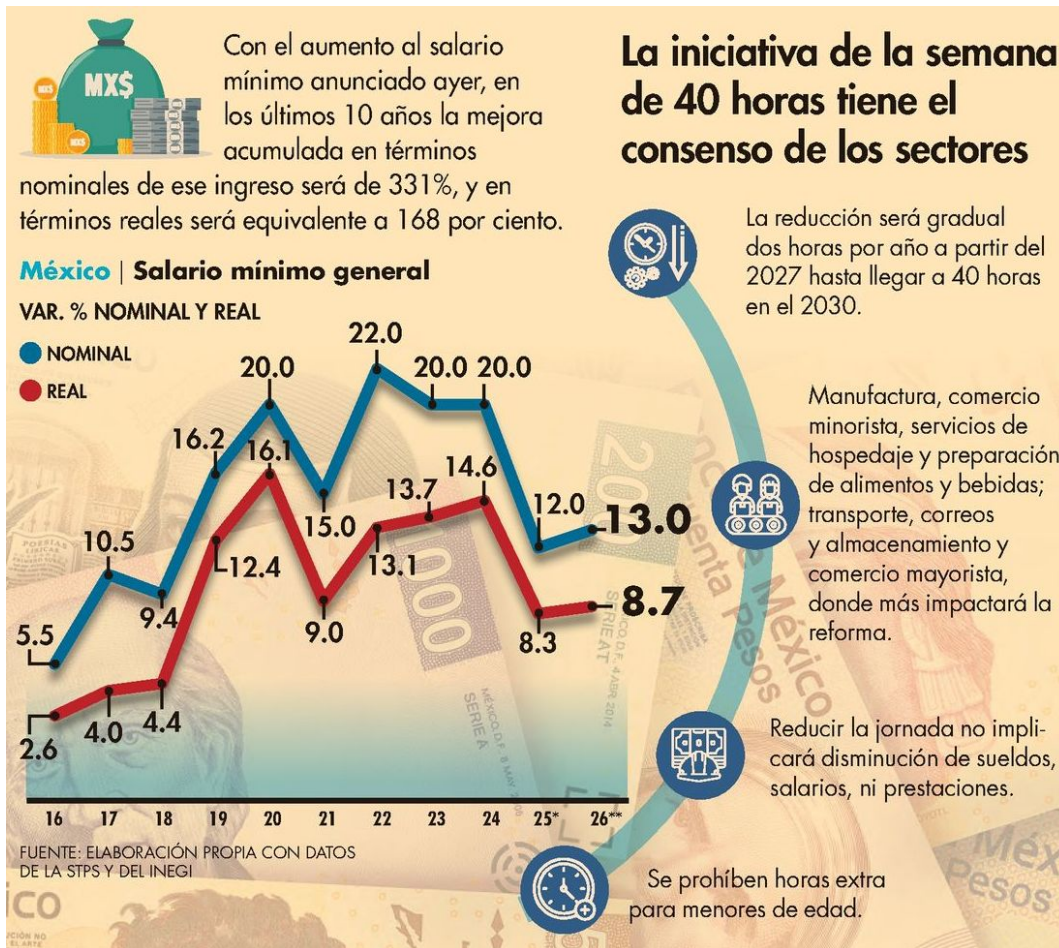 MX$
Con el aumento al salario
mínimo anunciado ayer, en
los últimos 10 años la mejora
acumulada en términos
nominales de ese ingreso será de 331%, y en
términos reales será equivalente a 168 por ciento.
México | Salario mínimo general
VAR. % NOMINAL Y REAL
NOMINAL
REAL
5.5
10.5
9.4
16.2
20.0
15.0
22.0
20.0
20.0
12.0
13.0
2.6
4.0
4.4
12.4
16.1
9.0
13.1
13.7
14.6
8.3
8.7
16 17 18 19 20 21 22 23 24 25* 26**
FUENTE: ELABORACIÓN PROPIA CON DATOS
DE LA STPS Y DEL INEGI
La iniciativa de la semana
de 40 horas tiene el
consenso de los sectores
La reducción será gradual
dos horas por año a partir del
2027 hasta llegar a 40 horas
en el 2030.
Manufactura, comercio
minorista, servicios de
hospedaje y preparación
de alimentos y bebidas;
transporte, correos
y almacenamiento y
comercio mayorista,
donde más impactará la
reforma.
Reducir la jornada no impli-
cará disminución de sueldos,
salarios, ni prestaciones.
Se prohíben horas extra
para menores de edad.